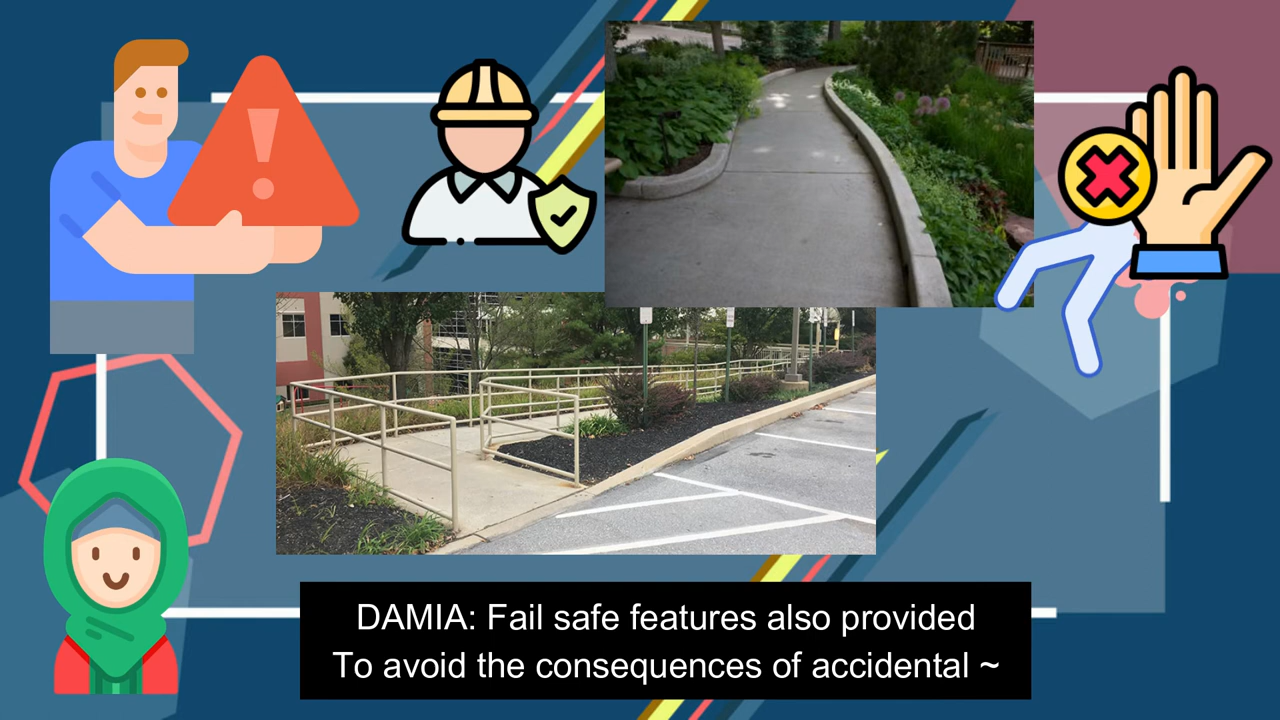 DAMIA: Fail safe features also provided
To avoid the consequences of accidental ~